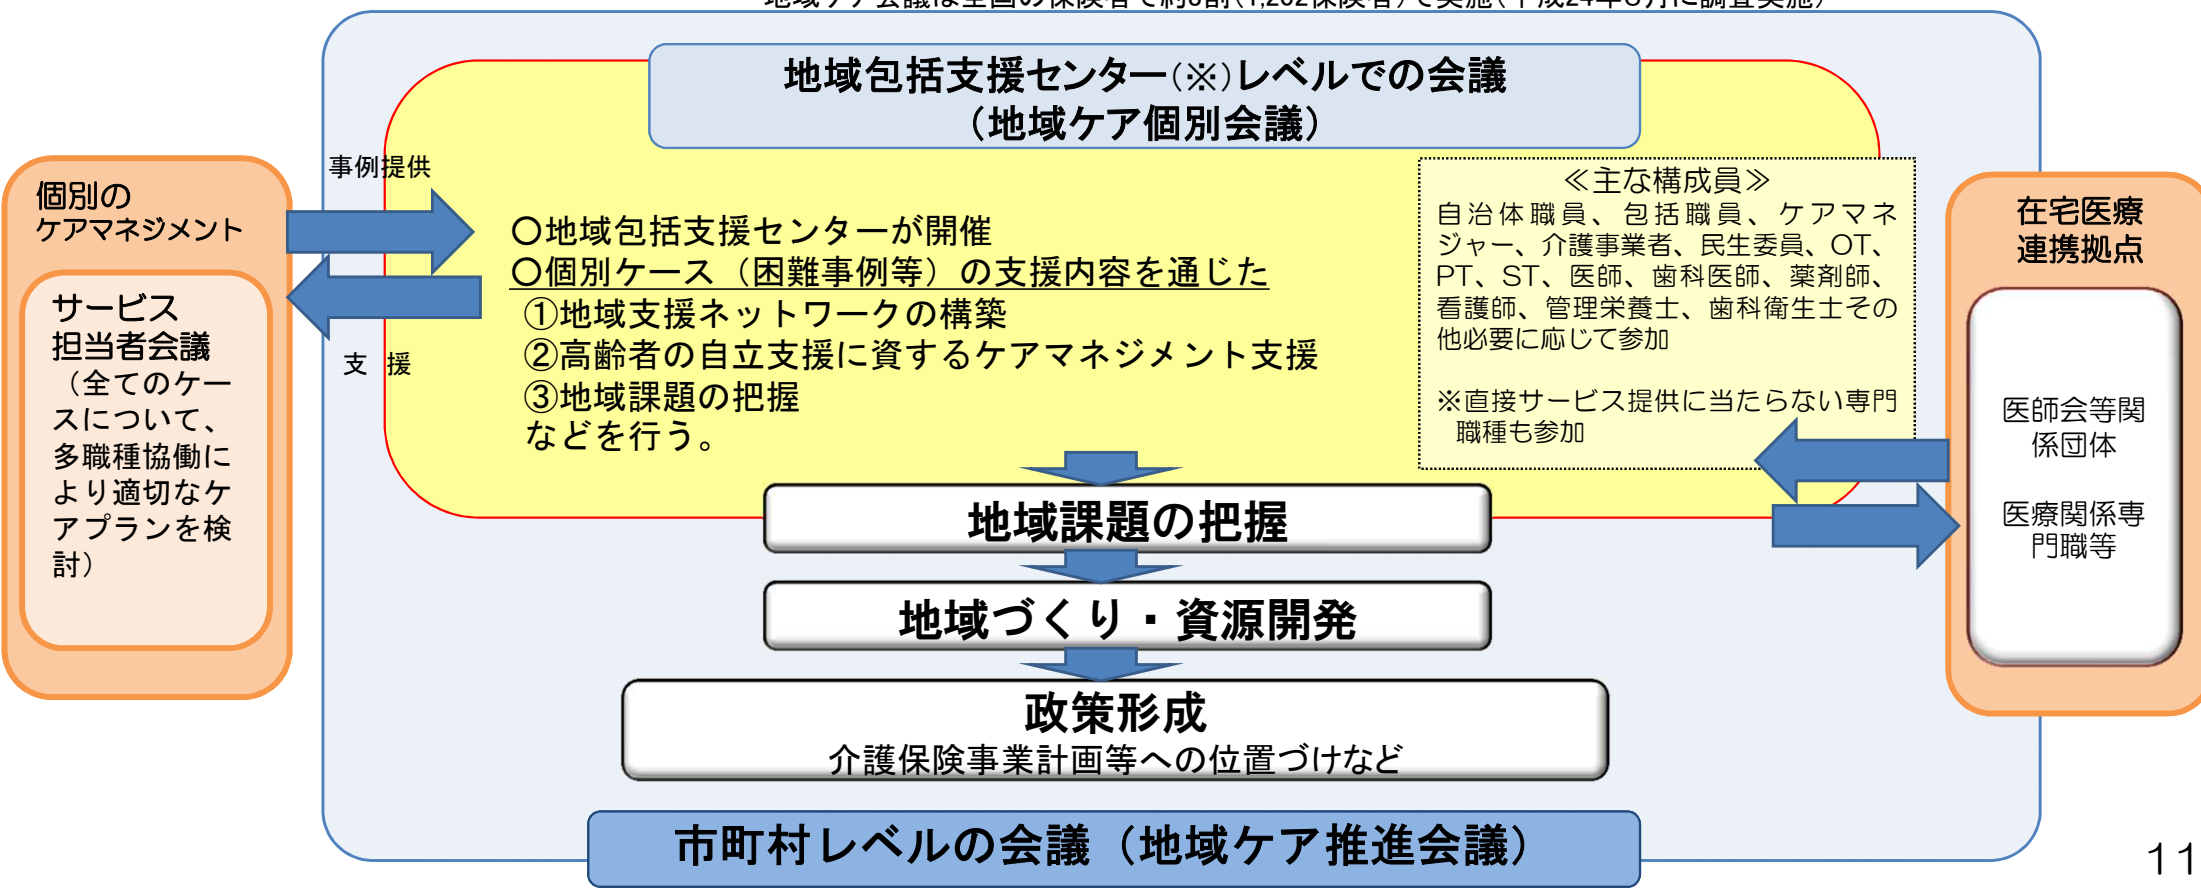 地域包括支援センター(※)レベルでの会議
（地域ケア個別会議）
事例提供
支　援
個別の
ケアマネジメント
サービス
担当者会議
（全てのケー
スについて、
多職種協働に
より適切なケ
アプランを検
討）
〇地域包括支援センターが開催
〇個別ケース（困難事例等）の支援内容を通じた
①地域支援ネットワークの構築
②高齢者の自立支援に資するケアマネジメント支援
③地域課題の把握
などを行う。
≪主な構成員≫
自治体職員、包括職員、ケアマネ
ジャー、介護事業者、民生委員、OT、
PT、ST、医師、歯科医師、薬剤師、
看護師、管理栄養士、歯科衛生士その
他必要に応じて参加
※直接サービス提供に当たらない専門
職種も参加
在宅医療
連携拠点
医師会等関
係団体
医療関係専
門職等
地域課題の把握
地域づくり・資源開発
政策形成
介護保険事業計画等への位置づけなど
市町村レベルの会議（地域ケア推進会議）
11